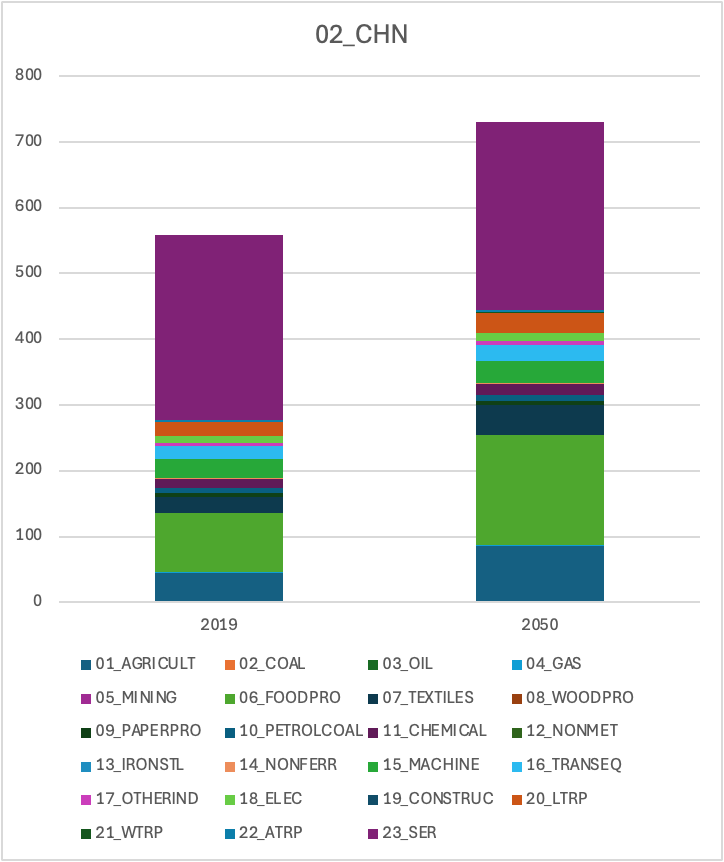 02_CHN
800
700
600
500
400
300
200
100
0
2019 2050
01_AGRICULT 02_COAL 03_OIL 04_GAS
05_MINING 06_FOODPRO 07_TEXTILES 08_WOODPRO
09_PAPERPRO 10_PETROLCOAL 11_CHEMICAL 12_NONMET
13_IRONSTL 14_NONFERR 15_MACHINE 16_TRANSEQ
17_OTHERIND 18_ELEC 19_CONSTRUC 20_LTRP
21_WTRP 22_ATRP 23_SER